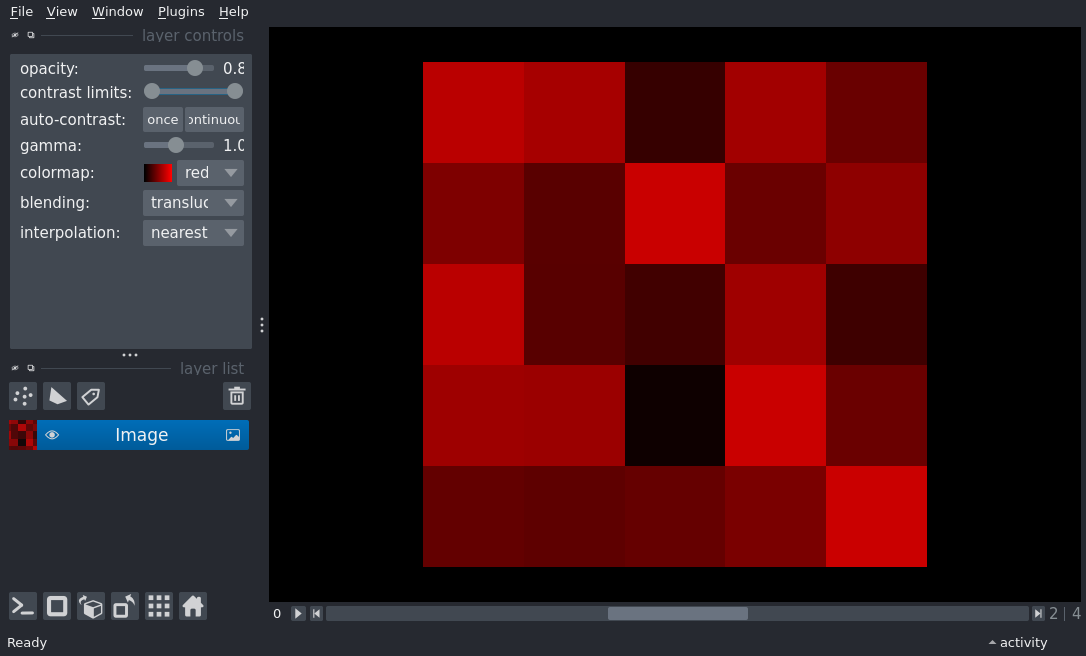 File View Window Plugins Help
layer controls
opacity: 0.8
contrast limits:
auto-contrast: once ontinuou
gamma: 1.0
colormap: red
blending: transluc
interpolation: nearest
layer list
Image
0 2 | 4
Ready activity